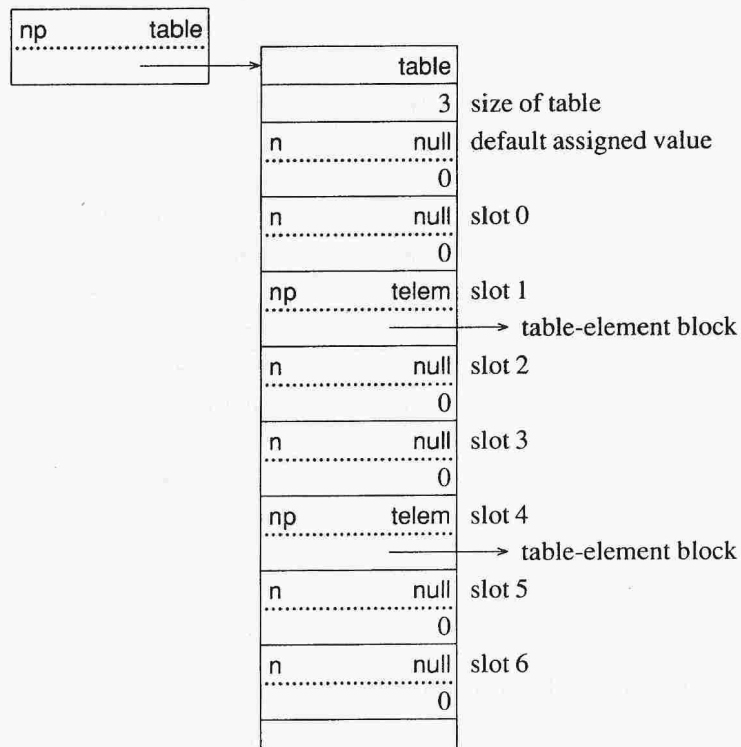 np table
table
3 size of table
n null default assigned value
0
n null slot 0
0
np telem slot 1
table-element block
n null slot 2
0
n null slot 3
0
np telem slot 4
table-element block
n null slot 5
0
n null slot 6
0